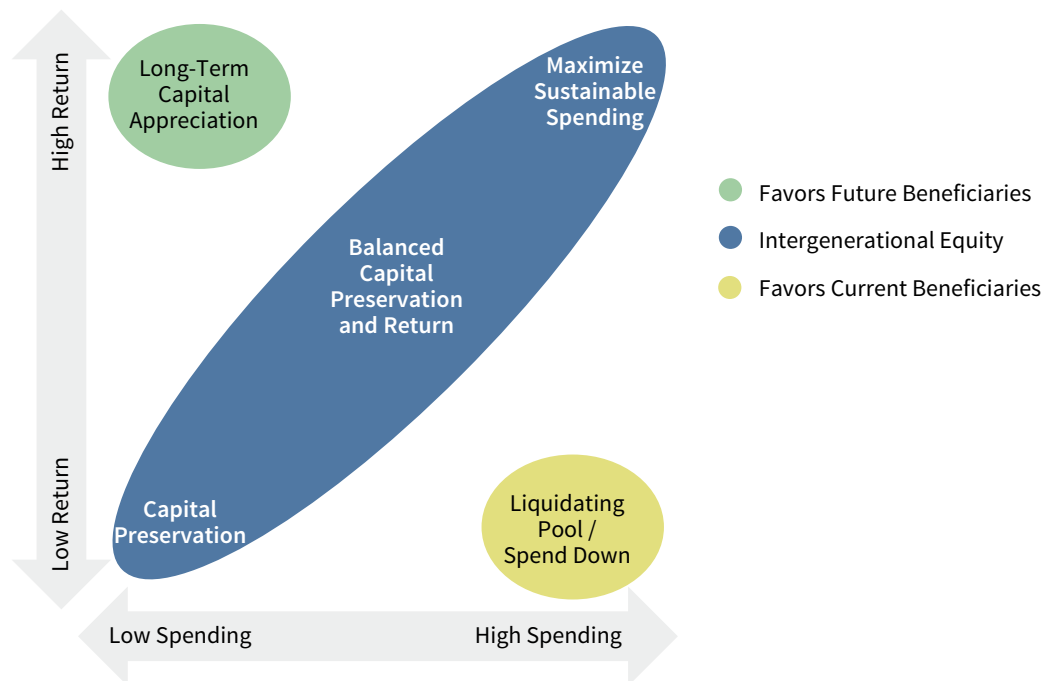 High Return
Low Return
Long-Term
Capital
Appreciation
Maximize
Sustainable
Spending
Balanced
Capital
Preservation
and Return
Capital
Preservation
Liquidating
Pool /
Spend Down
Low Spending
High Spending
Favors Future Beneficiaries
Intergenerational Equity
Favors Current Beneficiaries